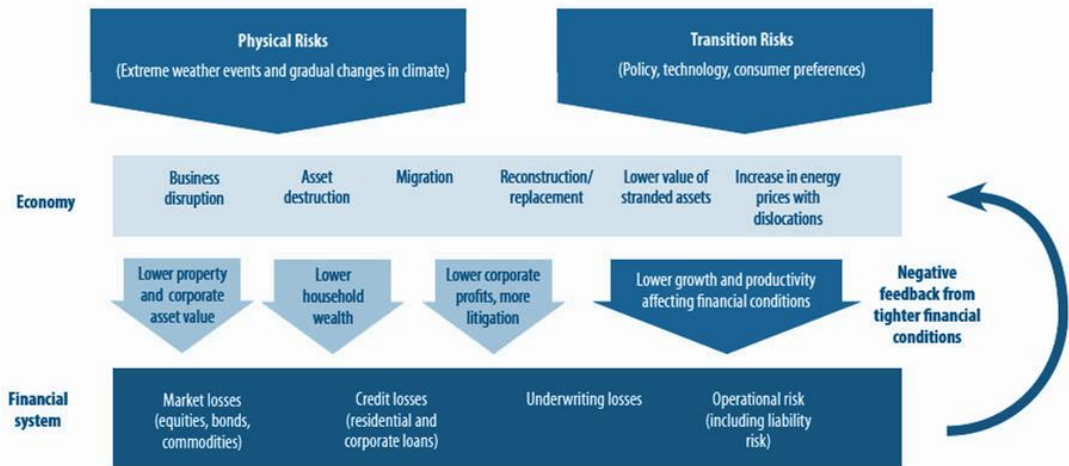 Physical Risks
(Extreme weather events and gradual changes in climate)
Transition Risks
(Policy, technology, consumer preferences)
Economy
Business
disruption
Asset
destruction
Migration
Reconstruction/
replacement
Lower value of
stranded assets
Increase in energy
prices with
dislocations
Lower property
and corporate
asset value
Lower
household
wealth
Lower corporate
profits, more
litigation
Lower growth and productivity
affecting financial conditions
Negative
feedback from
tighter financial
conditions
Financial
system
Market losses
(equities, bonds,
commodities)
Credit losses
(residential and
corporate loans)
Underwriting losses
Operational risk
(including liability
risk)